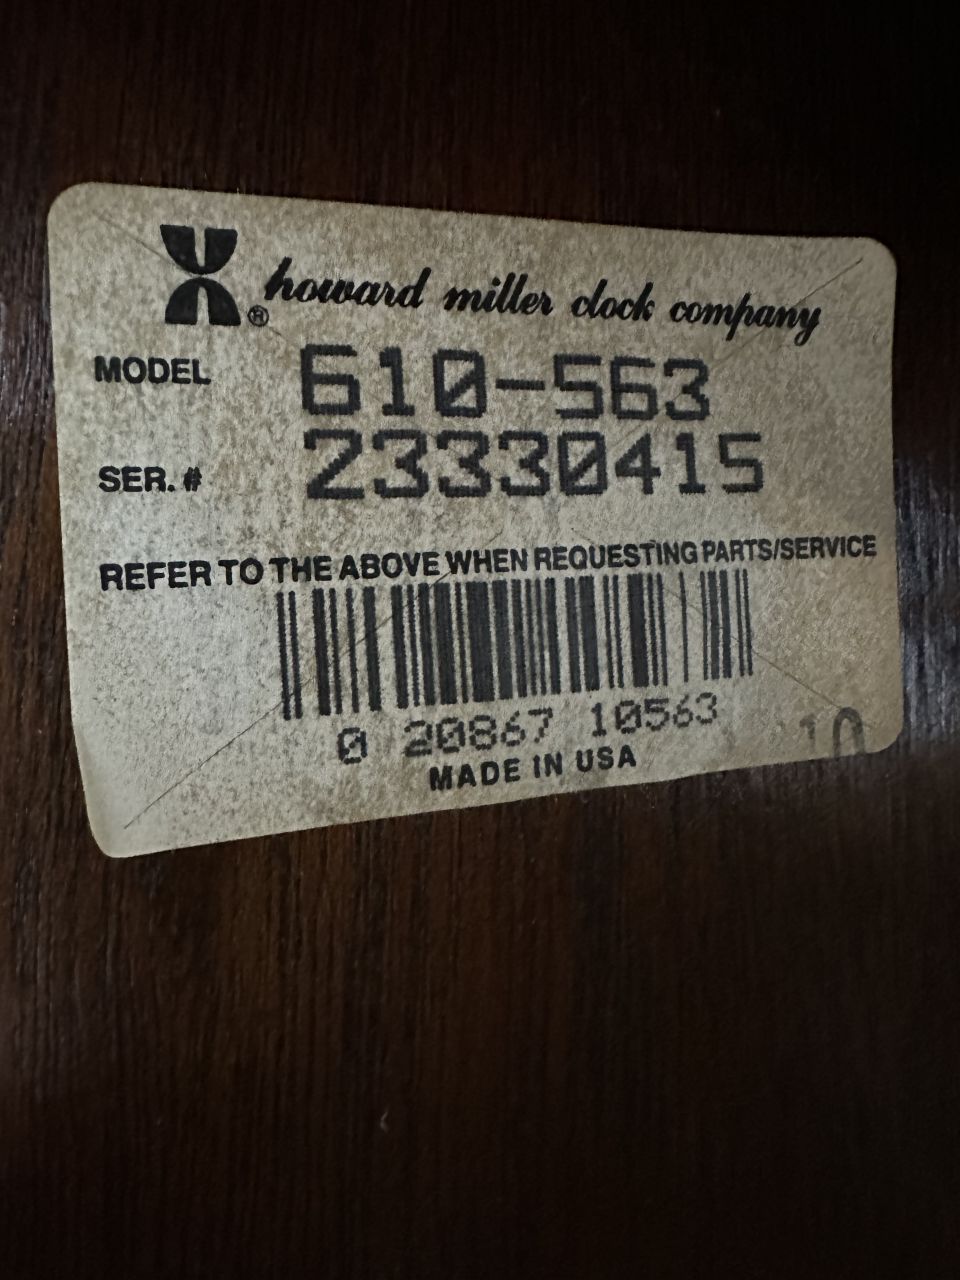 ® howard miller clock company
MODEL 610-563
SER. # 23330415
REFER TO THE ABOVE WHEN REQUESTING PARTS/SERVICE
0 20867 10563
10
MADE IN USA